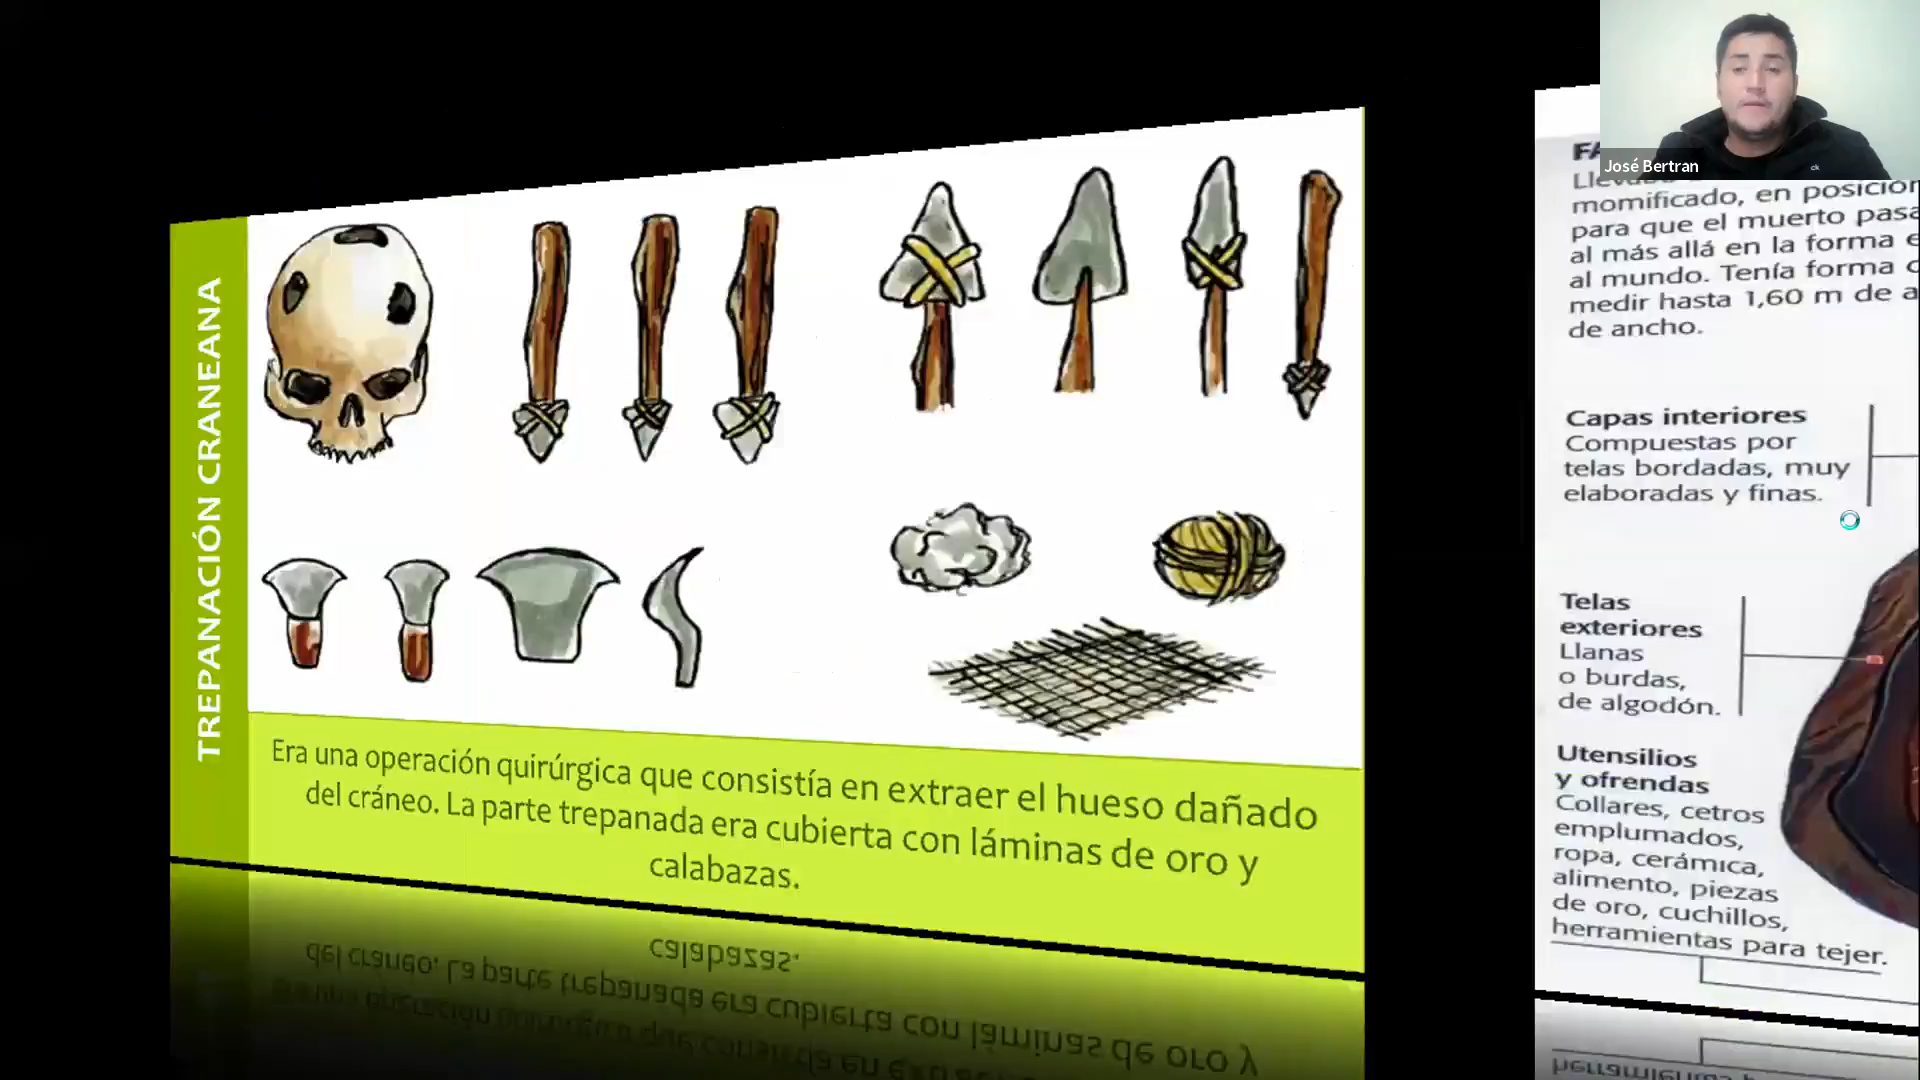 TREPANACIÓN CRANEANA
Era una operación quirúrgica que consistía en extraer el hueso dañado
del cráneo. La parte trepanada era cubierta con láminas de oro y
calabazas.
José Bertran
momificado, en posición
para que el muerto
al más allá en la forma
al mundo. Tenía forma
medir hasta 1,60 m de
de ancho.
Capas interiores
Compuestas por
telas bordadas, muy
elaboradas y finas.
Telas
exteriores
Llanas
o burdas,
de algodón.
Utensilios
y ofrendas
Collares, cetros
emplumados,
ropa, cerámica,
alimento, piezas
de oro, cuchillos,
herramientas para tejer.